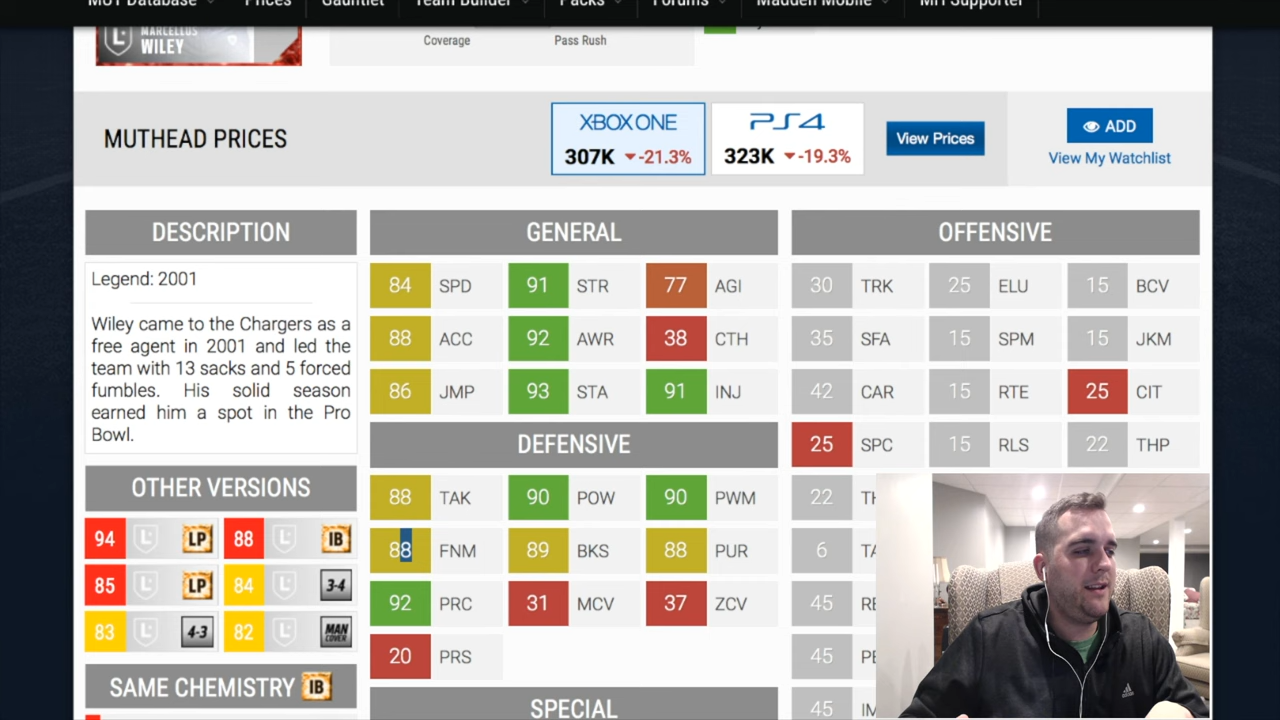 MUT Database Prices Gauntlet Team Builder Packs Forums Madden Mobile MH Supporter
MARCELLUS
WILEY
Coverage Pass Rush
MUTHEAD PRICES
XBOX ONE
307K -21.3%
PS4
323K -19.3%
View Prices
ADD
View My Watchlist
DESCRIPTION
Legend: 2001
Wiley came to the Chargers as a
free agent in 2001 and led the
team with 13 sacks and 5 forced
fumbles. His solid season
earned him a spot in the Pro
Bowl.
OTHER VERSIONS
94 L LP 88 L IB
85 L LP 84 L 3-4
83 L 4-3 82 L MAN COVER
SAME CHEMISTRY IB
GENERAL
84 SPD 91 STR 77 AGI
88 ACC 92 AWR 38 CTH
86 JMP 93 STA 91 INJ
DEFENSIVE
88 TAK 90 POW 90 PWM
88 FNM 89 BKS 88 PUR
92 PRC 31 MCV 37 ZCV
20 PRS
SPECIAL
OFFENSIVE
30 TRK 25 ELU 15 BCV
35 SFA 15 SPM 15 JKM
42 CAR 15 RTE 25 CIT
25 SPC 15 RLS 22 THP
22
6
45
45
45